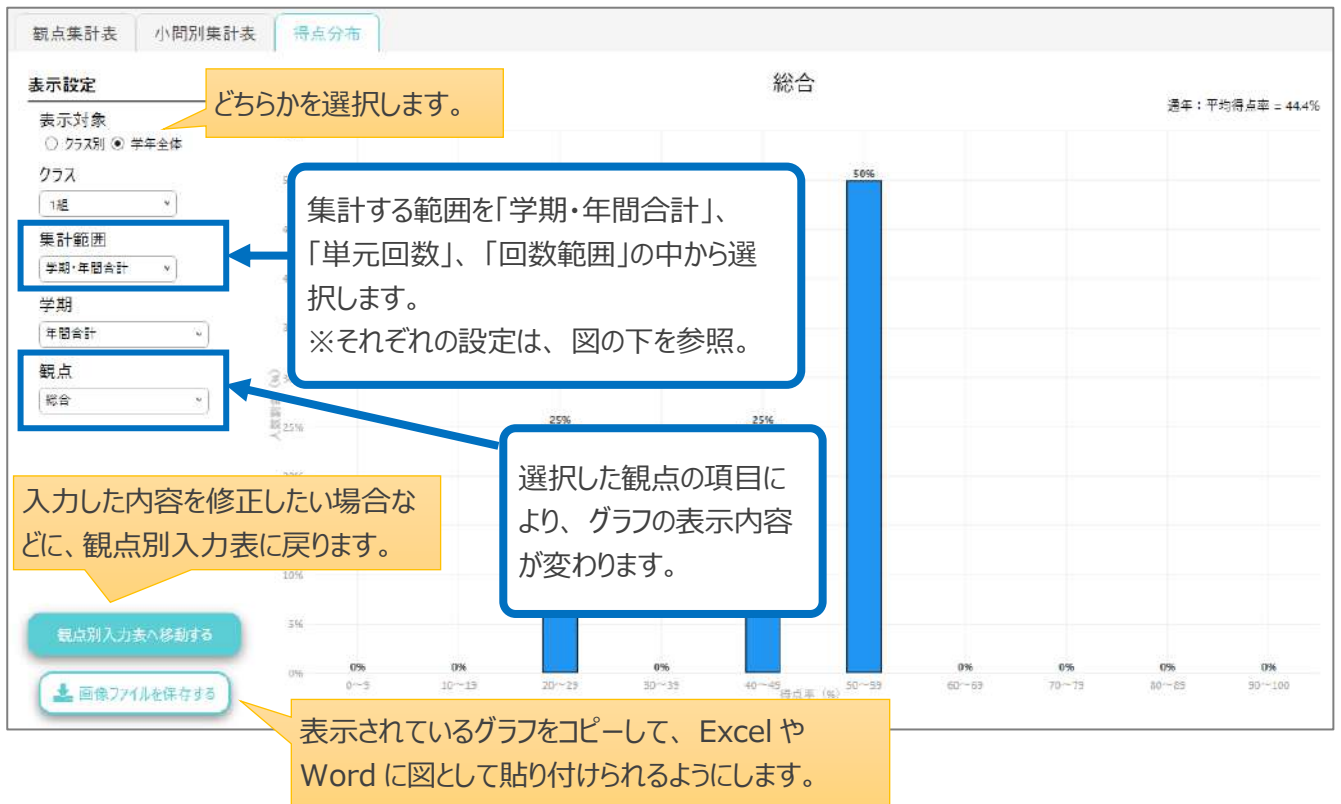 観点集計表
小問別集計表
得点分布
表示設定
どちらかを選択します。
総合
通年：平均得点率 = 44.4%
表示対象
クラス別
学年全体
クラス
1組
集計範囲
学期・年間合計
学期
年間合計
観点
総合
集計する範囲を「学期・年間合計」、
「単元回数」、「回数範囲」の中から選
択します。
※それぞれの設定は、図の下を参照。
選択した観点の項目に
より、グラフの表示内容
が変わります。
入力した内容を修正したい場合な
どに、観点別入力表に戻ります。
観点別入力表へ移動する
画像ファイルを保存する
表示されているグラフをコピーして、Excel や
Word に図として貼り付けられるようにします。
25%
10%
5%
0%
0%
0%
25%
0%
25%
50%
0%
0%
0%
0%
0～9
10～19
20～29
30～39
40～49
50～59
60～69
70～79
80～89
90～100
得点率 (%)